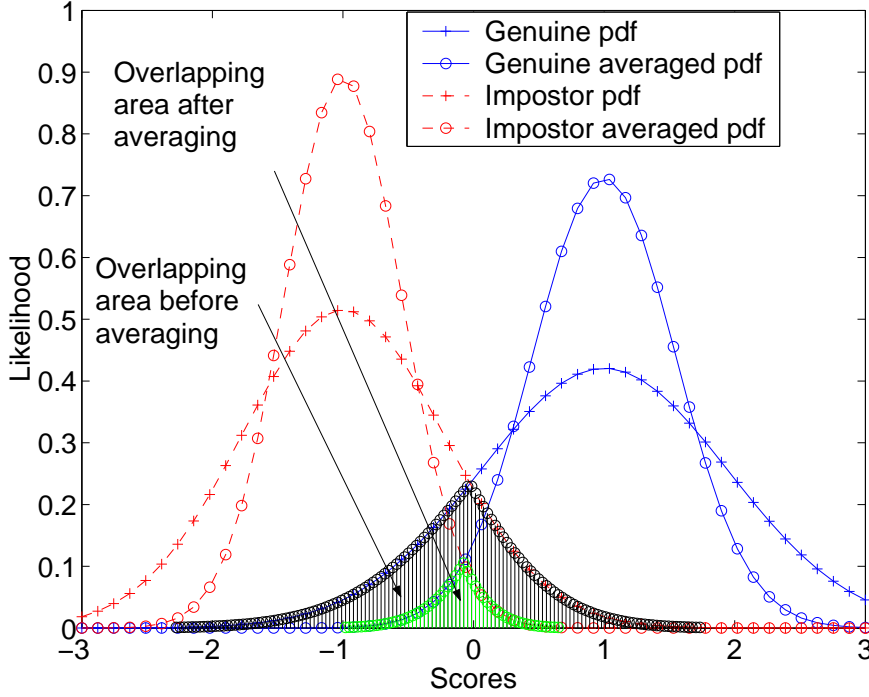 Genuine pdf
Genuine averaged pdf
Impostor pdf
Impostor averaged pdf
Overlapping
area after
averaging
Overlapping
area before
averaging
Likelihood
1
0.9
0.8
0.7
0.6
0.5
0.4
0.3
0.2
0.1
0
−3
−2
−1
0
1
2
3
Scores